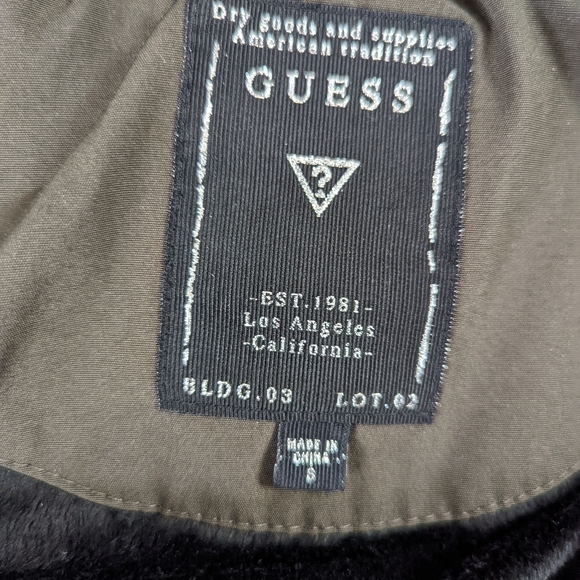 Dry goods and supplies
American tradition
GUESS
?
-EST.1981-
Los Angeles
-California-
BLDG.03 LOT.02
MADE IN
CHINA
S